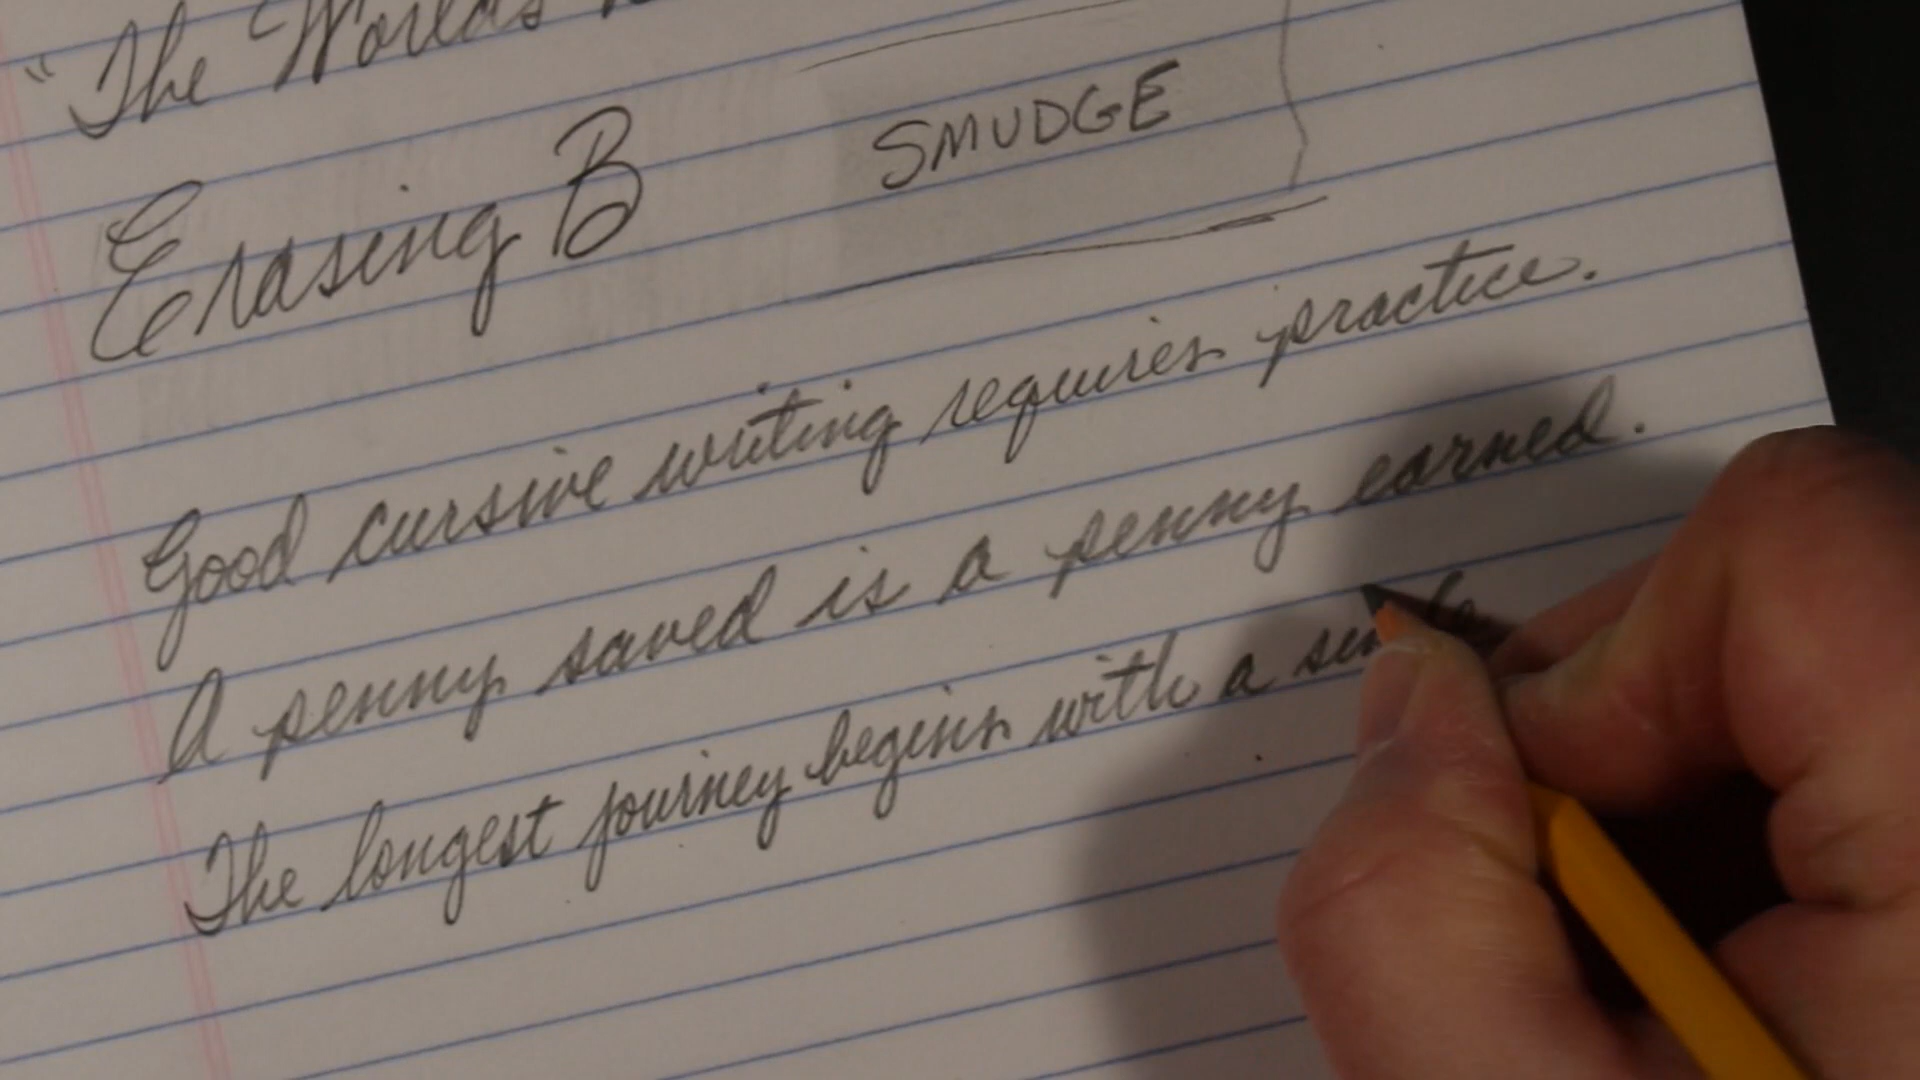 "The World's
Erasing B
SMUDGE
Good cursive writing requires practice.
A penny saved is a penny earned.
The longest journey begins with a